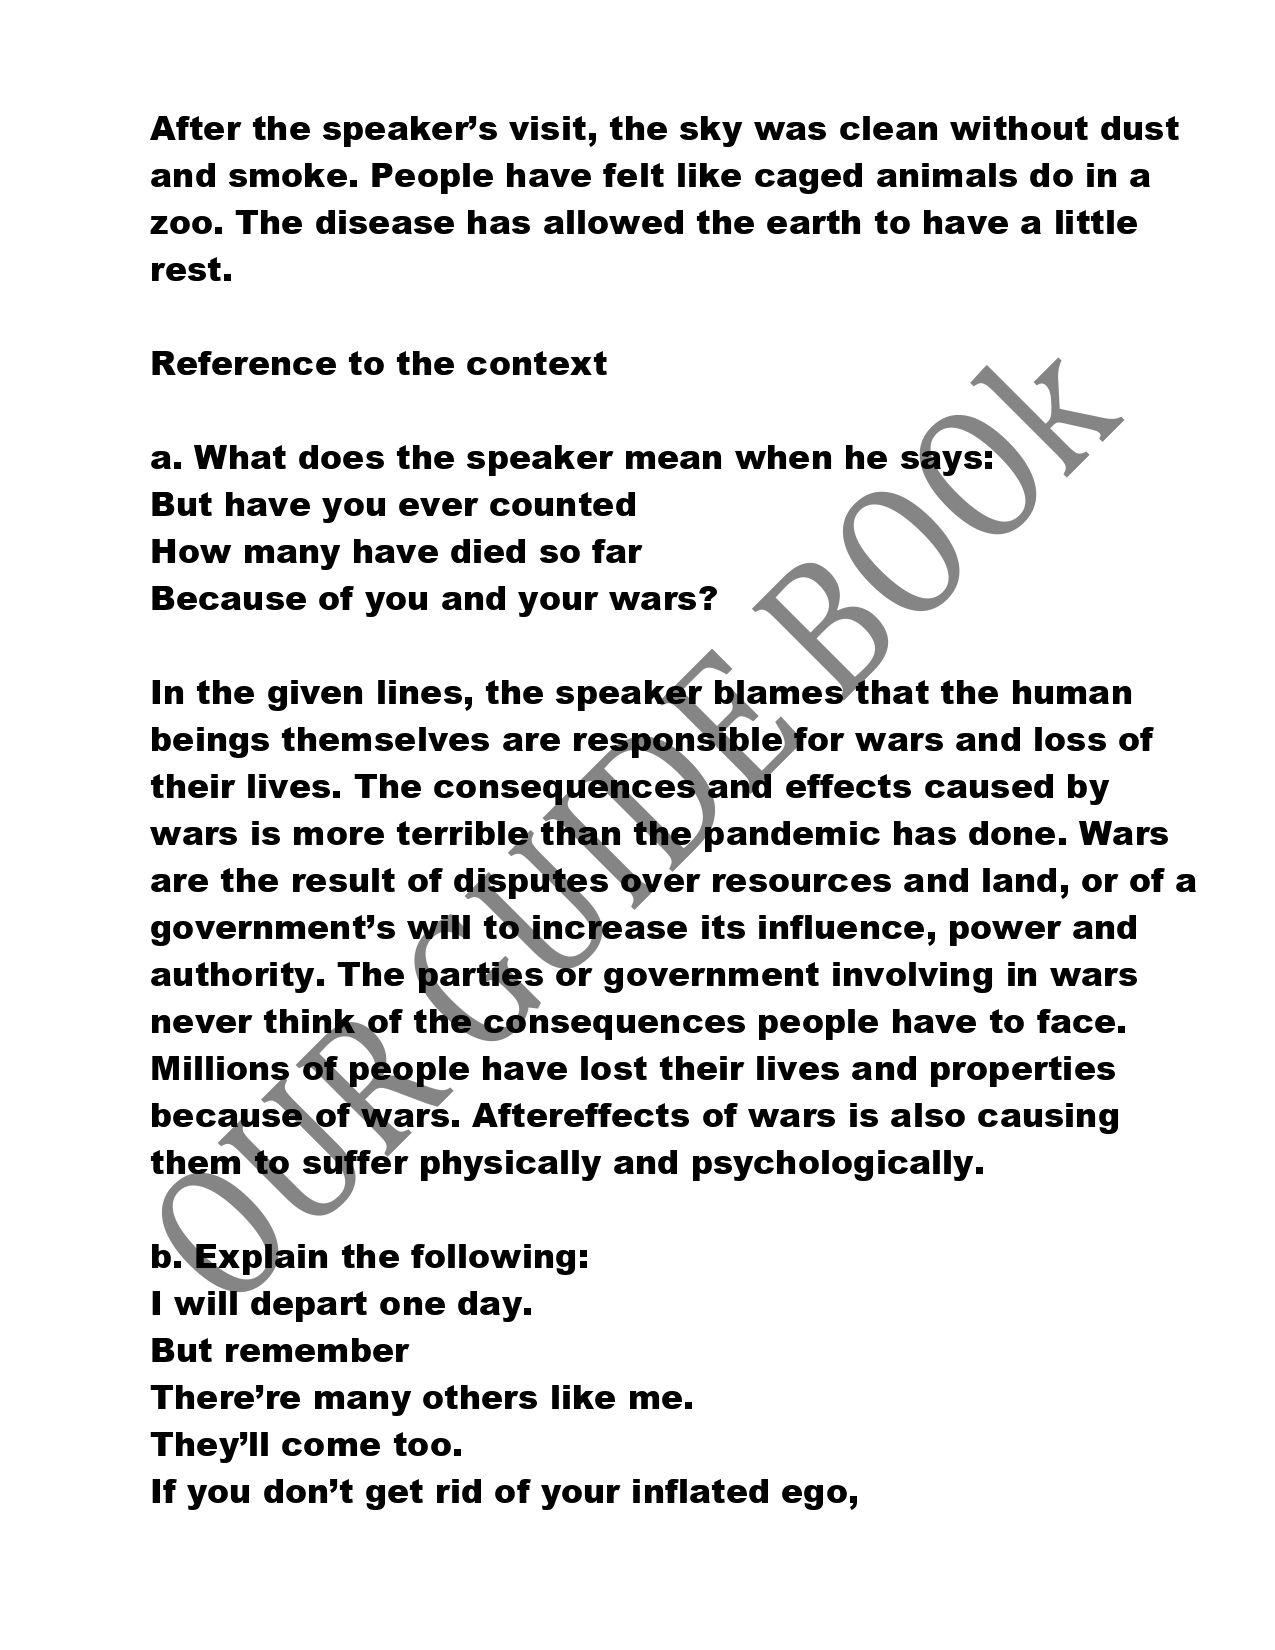 After the speaker’s visit, the sky was clean without dust
and smoke. People have felt like caged animals do in a
zoo. The disease has allowed the earth to have a little
rest.
Reference to the context
a. What does the speaker mean when he says:
But have you ever counted
How many have died so far
Because of you and your wars?
In the given lines, the speaker blames that the human
beings themselves are responsible for wars and loss of
their lives. The consequences and effects caused by
wars is more terrible than the pandemic has done. Wars
are the result of disputes over resources and land, or of a
government’s will to increase its influence, power and
authority. The parties or government involving in wars
never think of the consequences people have to face.
Millions of people have lost their lives and properties
because of wars. Aftereffects of wars is also causing
them to suffer physically and psychologically.
b. Explain the following:
I will depart one day.
But remember
There’re many others like me.
They’ll come too.
If you don’t get rid of your inflated ego,
OUR GUIDE BOOk